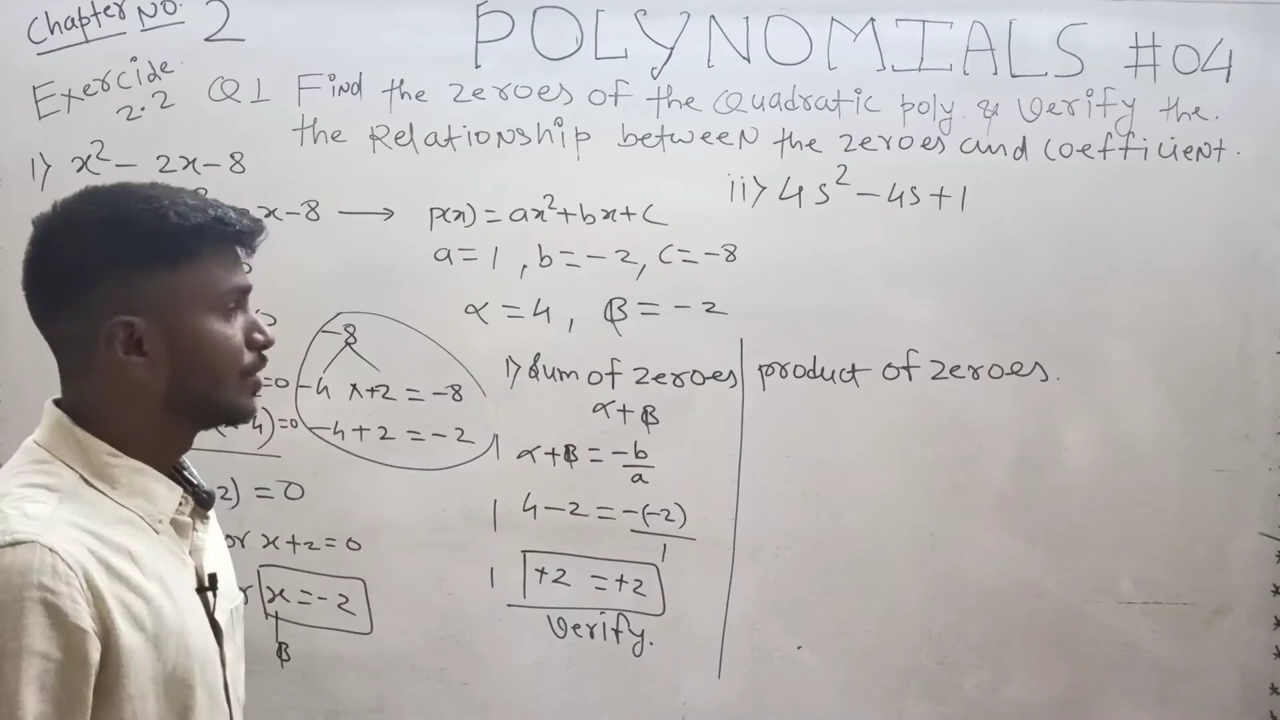 Chapter No. 2
POLYNOMIALS #04
Exercide 2.2
Q1 Find the zeroes of the Quadratic poly & Verify the.
the Relationship between the zeroes and coefficient.
i) x² - 2x - 8
ii) 4s² - 4s + 1
x - 8 → p(x) = ax² + bx + c
a = 1, b = -2, c = -8
α = 4, β = -2
-8
-4 x +2 = -8
-4 + 2 = -2
=0
4) = 0
2) = 0
or x + 2 = 0
x = -2
β
1) Sum of zeroes
α + β
α + β = -b/a
4 - 2 = -(-2)/1
+2 = +2
Verify.
product of zeroes.